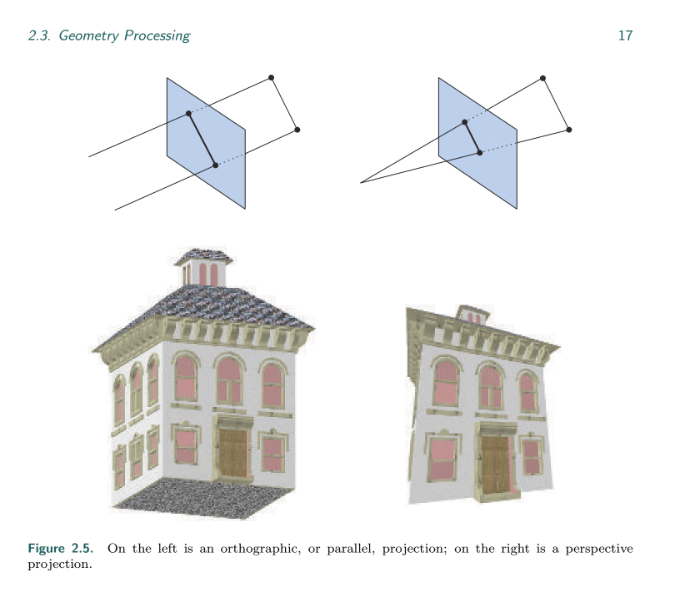 2.3. Geometry Processing 17
Figure 2.5. On the left is an orthographic, or parallel, projection; on the right is a perspective
projection.